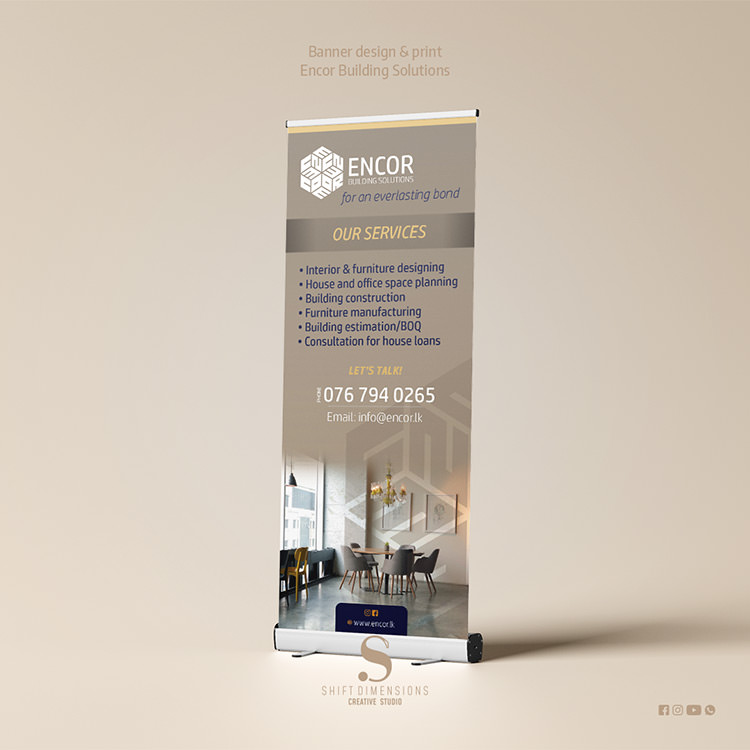 Banner design & print
Encor Building Solutions
ENCOR
BUILDING SOLUTIONS
for an everlasting bond
OUR SERVICES
• Interior & furniture designing
• House and office space planning
• Building construction
• Furniture manufacturing
• Building estimation/BOQ
• Consultation for house loans
LET'S TALK!
PHONE 076 794 0265
Email: info@encor.lk
www.encor.lk
S
SHIFT DIMENSIONS
CREATIVE STUDIO